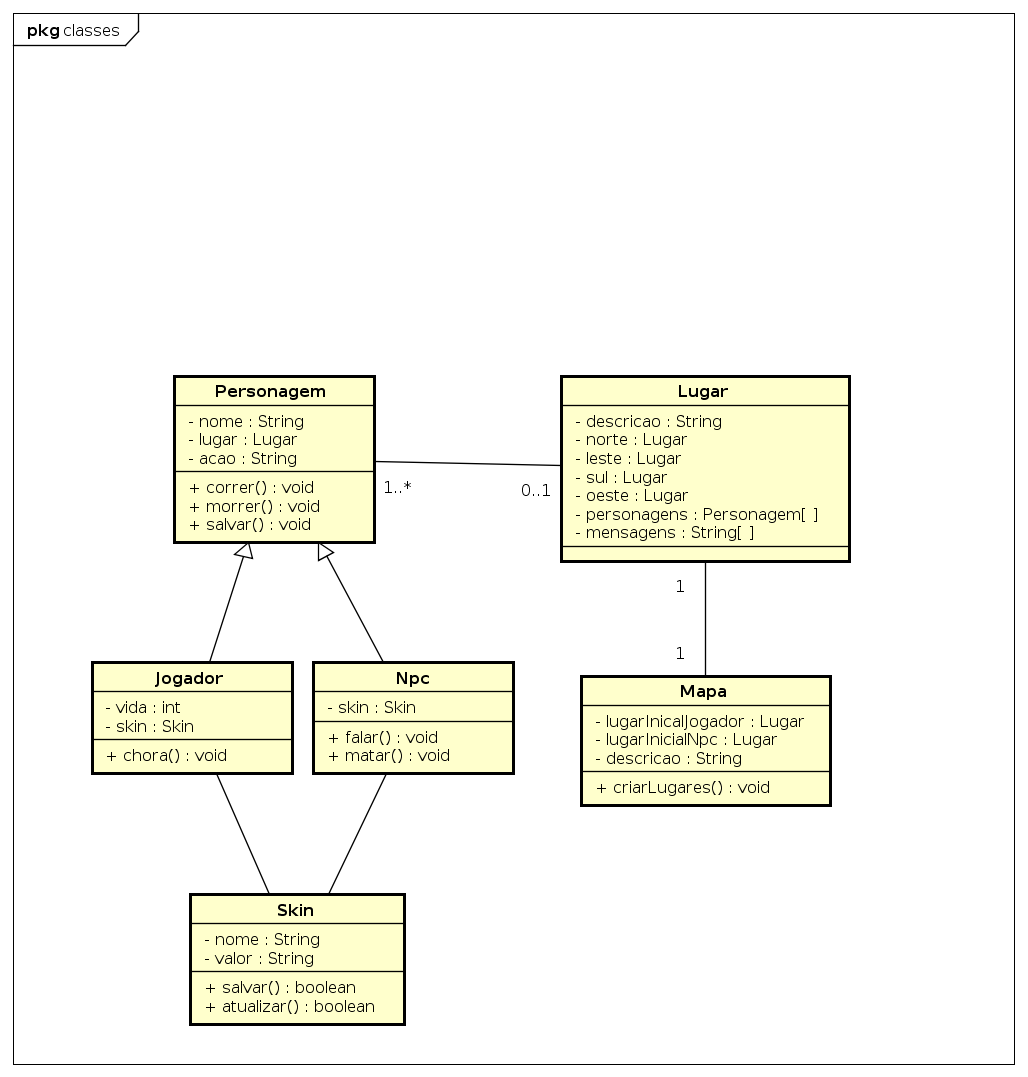 pkg classes
Personagem
- nome : String
- lugar : Lugar
- acao : String
+ correr() : void
+ morrer() : void
+ salvar() : void
1..*
0..1
Lugar
- descricao : String
- norte : Lugar
- leste : Lugar
- sul : Lugar
- oeste : Lugar
- personagens : Personagem[ ]
- mensagens : String[ ]
1
1
Jogador
- vida : int
- skin : Skin
+ chora() : void
Npc
- skin : Skin
+ falar() : void
+ matar() : void
Mapa
- lugarInicalJogador : Lugar
- lugarInicialNpc : Lugar
- descricao : String
+ criarLugares() : void
Skin
- nome : String
- valor : String
+ salvar() : boolean
+ atualizar() : boolean